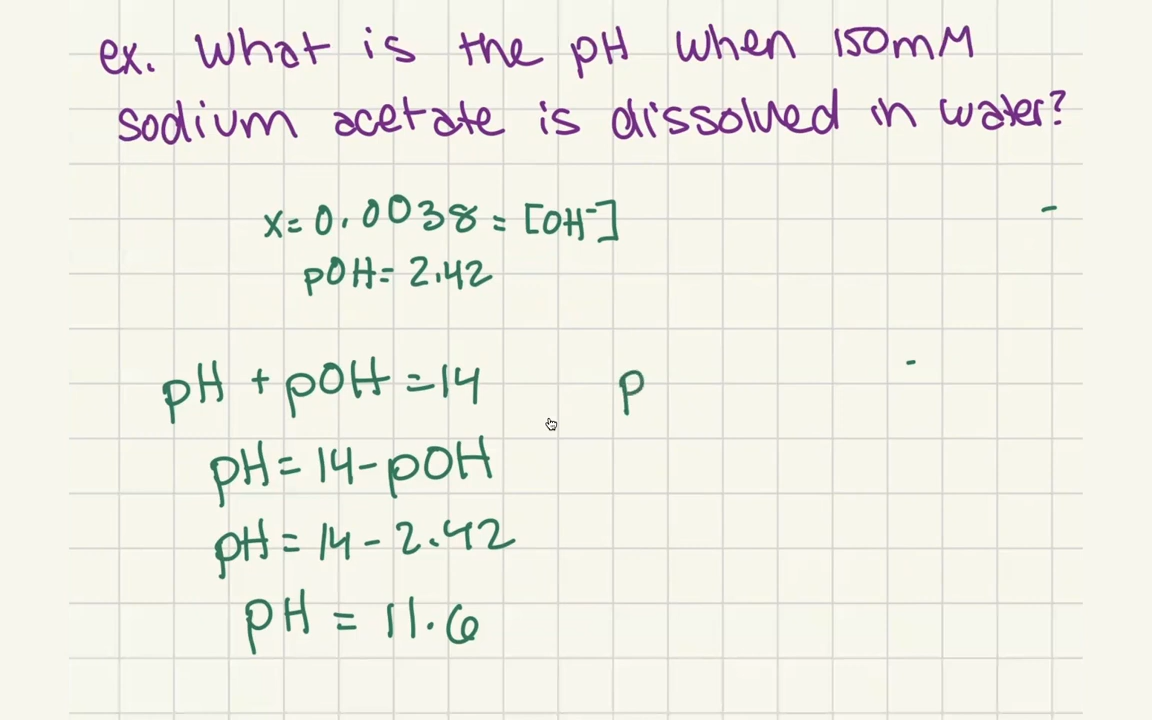 ex. What is the pH when 150mM
sodium acetate is dissolved in water?
x=0.0038 = [OH⁻]
pOH= 2.42
pH + pOH =14 p
pH= 14-pOH
pH = 14 - 2.42
pH = 11.6